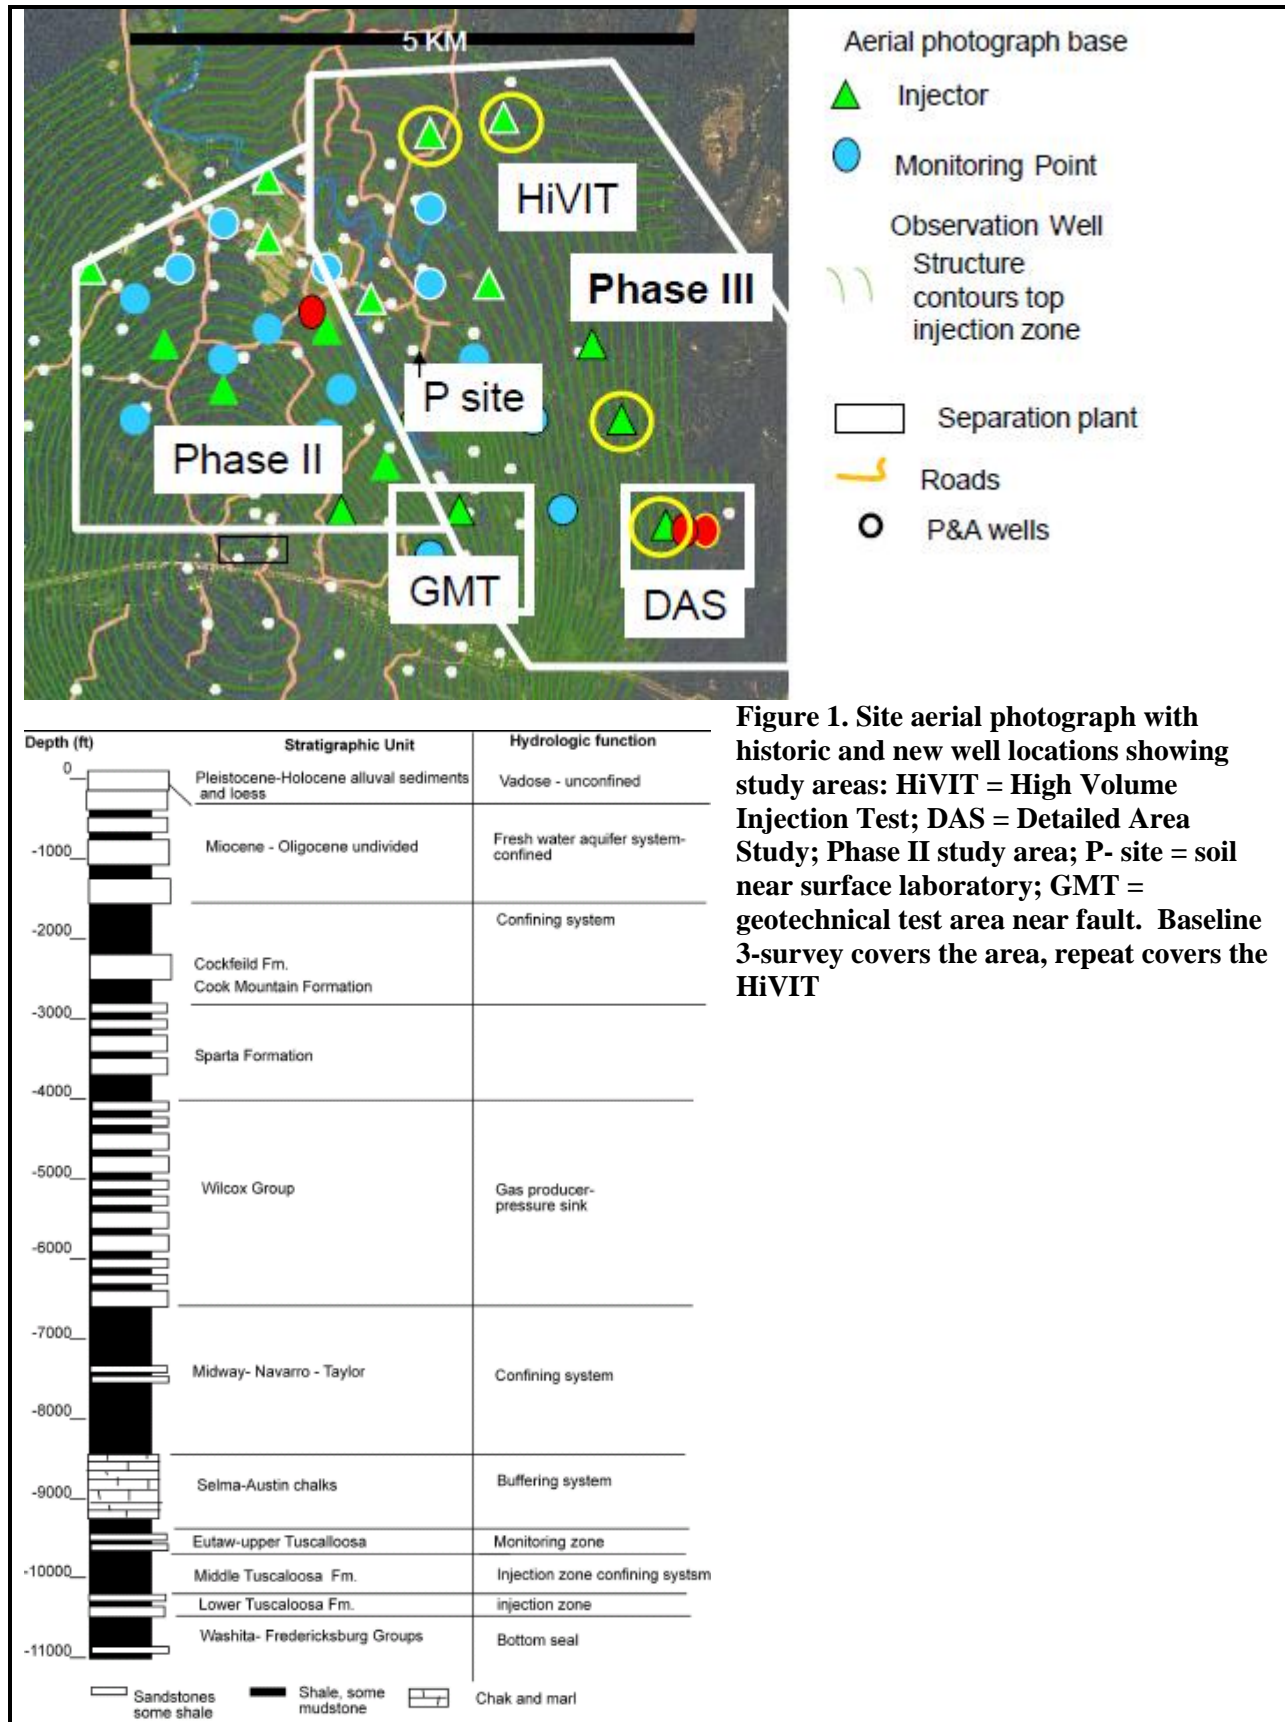 5 KM
HiVIT
Phase III
P site
Phase II
GMT
DAS
Aerial photograph base
Injector
Monitoring Point
Observation Well
Structure
contours top
injection zone
Separation plant
Roads
P&A wells
Figure 1. Site aerial photograph with
historic and new well locations showing
study areas: HiVIT = High Volume
Injection Test; DAS = Detailed Area
Study; Phase II study area; P- site = soil
near surface laboratory; GMT =
geotechnical test area near fault.  Baseline
3-survey covers the area, repeat covers the
HiVIT
Depth (ft) Stratigraphic Unit Hydrologic function
0
Pleistocene-Holocene alluval sediments
and loess
Vadose - unconfined
-1000
Miocene - Oligocene undivided
Fresh water aquifer system-
confined
-2000
Confining system
Cockfeild Fm.
Cook Mountain Formation
-3000
Sparta Formation
-4000
-5000
Wilcox Group
Gas producer-
pressure sink
-6000
-7000
Midway- Navarro - Taylor
Confining system
-8000
Selma-Austin chalks
Buffering system
-9000
Eutaw-upper Tuscalloosa
Monitoring zone
-10000
Middle Tuscaloosa Fm.
Injection zone confining systsm
Lower Tuscaloosa Fm.
injection zone
Washita- Fredericksburg Groups
Bottom seal
-11000
Sandstones
some shale
Shale, some
mudstone
Chak and marl